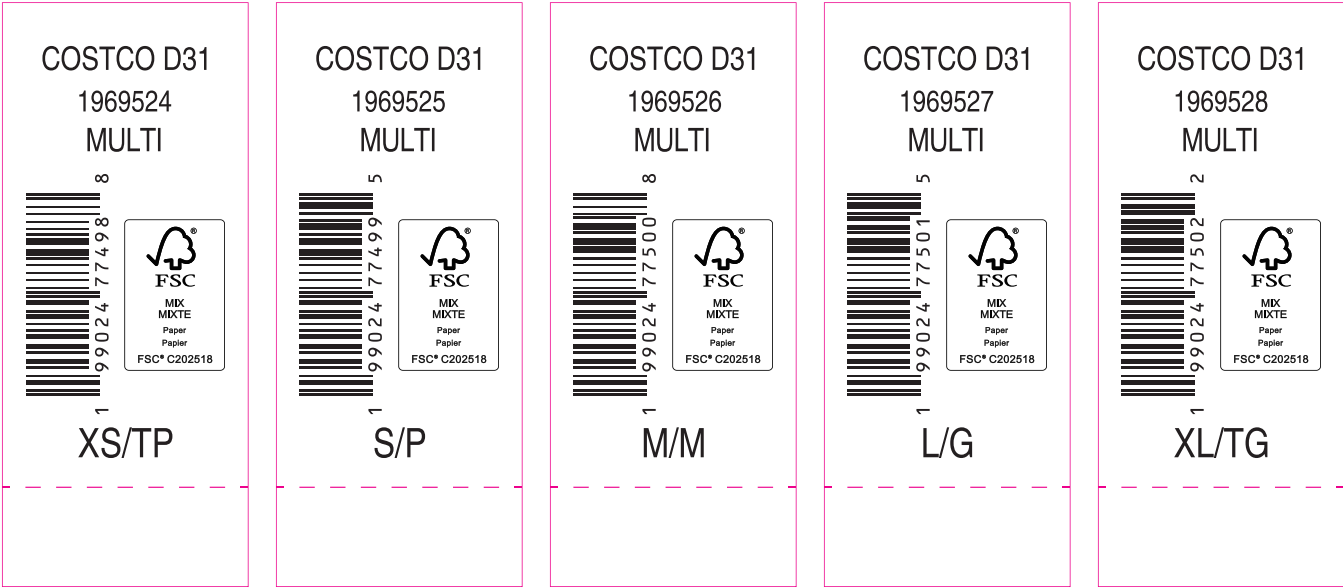 COSTCO D31
1969524
MULTI
1 99024 77498 8
FSC®
MIX
MIXTE
Paper
Papier
FSC® C202518
XS/TP
COSTCO D31
1969525
MULTI
1 99024 77499 5
FSC®
MIX
MIXTE
Paper
Papier
FSC® C202518
S/P
COSTCO D31
1969526
MULTI
1 99024 77500 8
FSC®
MIX
MIXTE
Paper
Papier
FSC® C202518
M/M
COSTCO D31
1969527
MULTI
1 99024 77501 5
FSC®
MIX
MIXTE
Paper
Papier
FSC® C202518
L/G
COSTCO D31
1969528
MULTI
1 99024 77502 2
FSC®
MIX
MIXTE
Paper
Papier
FSC® C202518
XL/TG